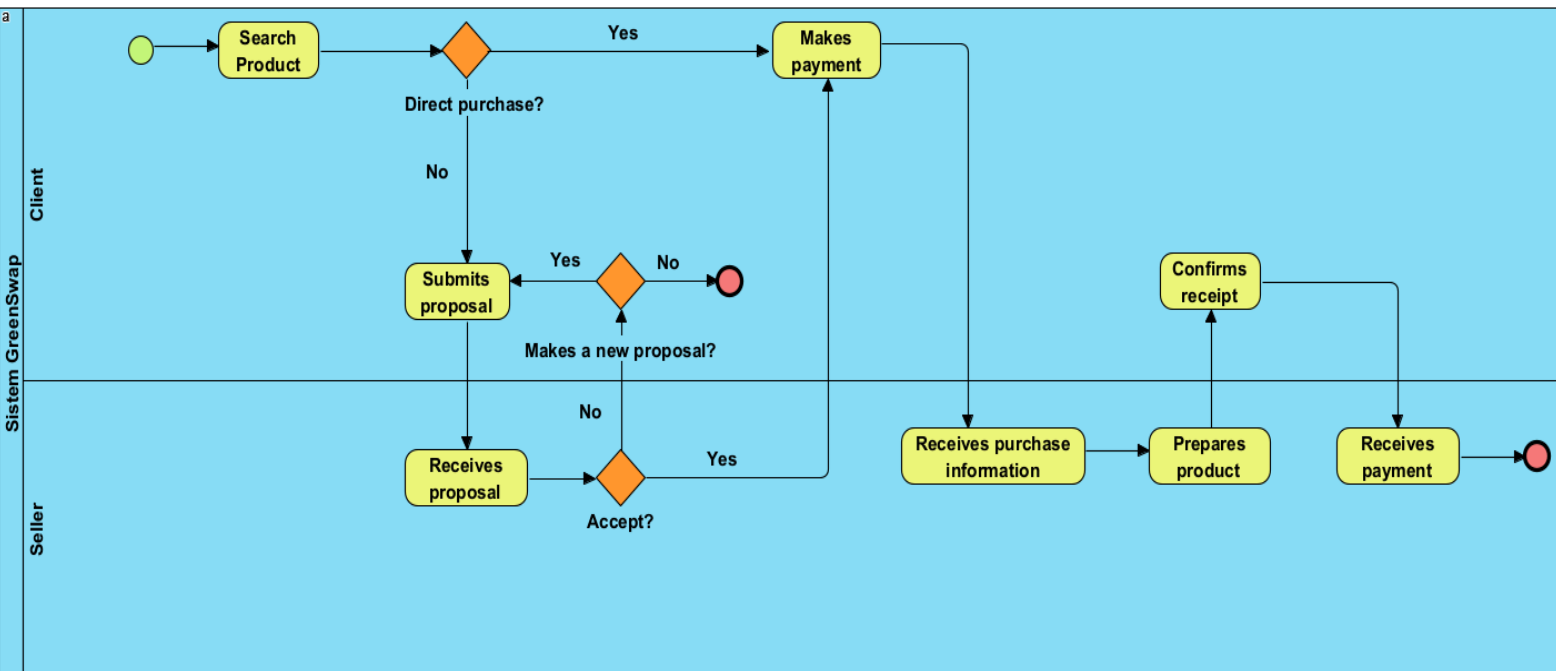 a
Sistem GreenSwap
Client
Search
Product
Yes
Makes
payment
Direct purchase?
No
Submits
proposal
Yes
No
Makes a new proposal?
Confirms
receipt
Seller
No
Receives
proposal
Yes
Accept?
Receives purchase
information
Prepares
product
Receives
payment